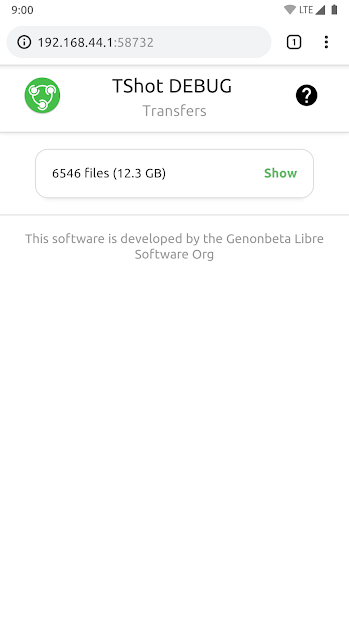 9:00
LTE
192.168.44.1:58732
1
TShot DEBUG
Transfers
?
6546 files (12.3 GB)
Show
This software is developed by the Genonbeta Libre
Software Org